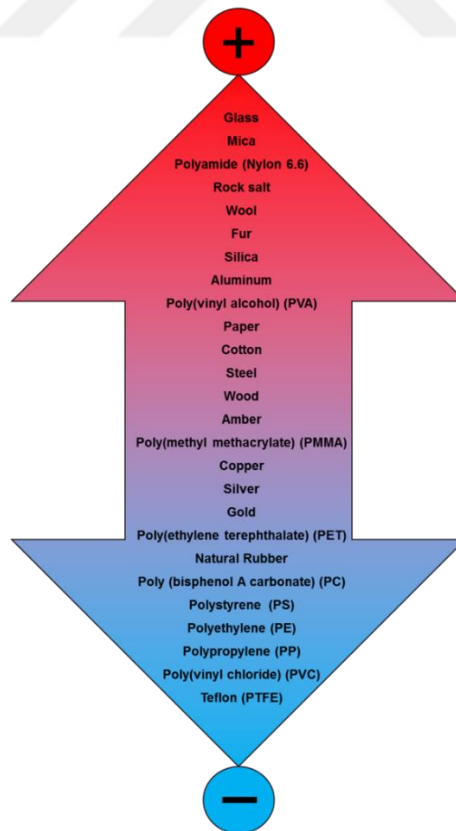 +
Glass
Mica
Polyamide (Nylon 6.6)
Rock salt
Wool
Fur
Silica
Aluminum
Poly(vinyl alcohol) (PVA)
Paper
Cotton
Steel
Wood
Amber
Poly(methyl methacrylate) (PMMA)
Copper
Silver
Gold
Poly(ethylene terephthalate) (PET)
Natural Rubber
Poly (bisphenol A carbonate) (PC)
Polystyrene (PS)
Polyethylene (PE)
Polypropylene (PP)
Poly(vinyl chloride) (PVC)
Teflon (PTFE)
−